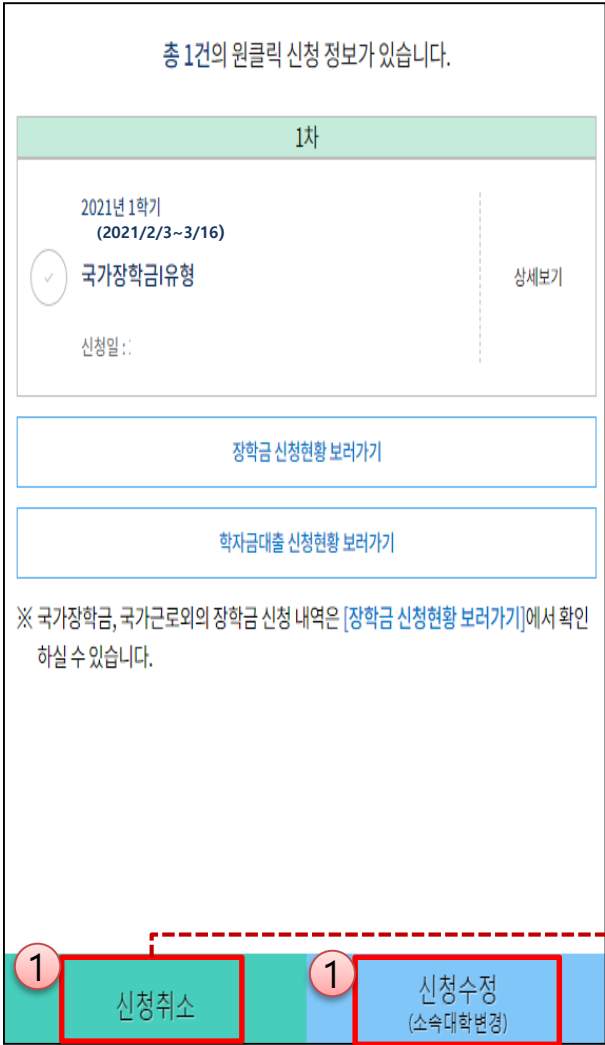 총 1건의 원클릭 신청 정보가 있습니다.
1차
2021년 1학기
(2021/2/3~3/16)
국가장학금I유형
상세보기
신청일 :
장학금 신청현황 보러가기
학자금대출 신청현황 보러가기
※ 국가장학금, 국가근로외의 장학금 신청 내역은 [장학금 신청현황 보러가기]에서 확인
하실 수 있습니다.
1
신청취소
1
신청수정
(소속대학변경)